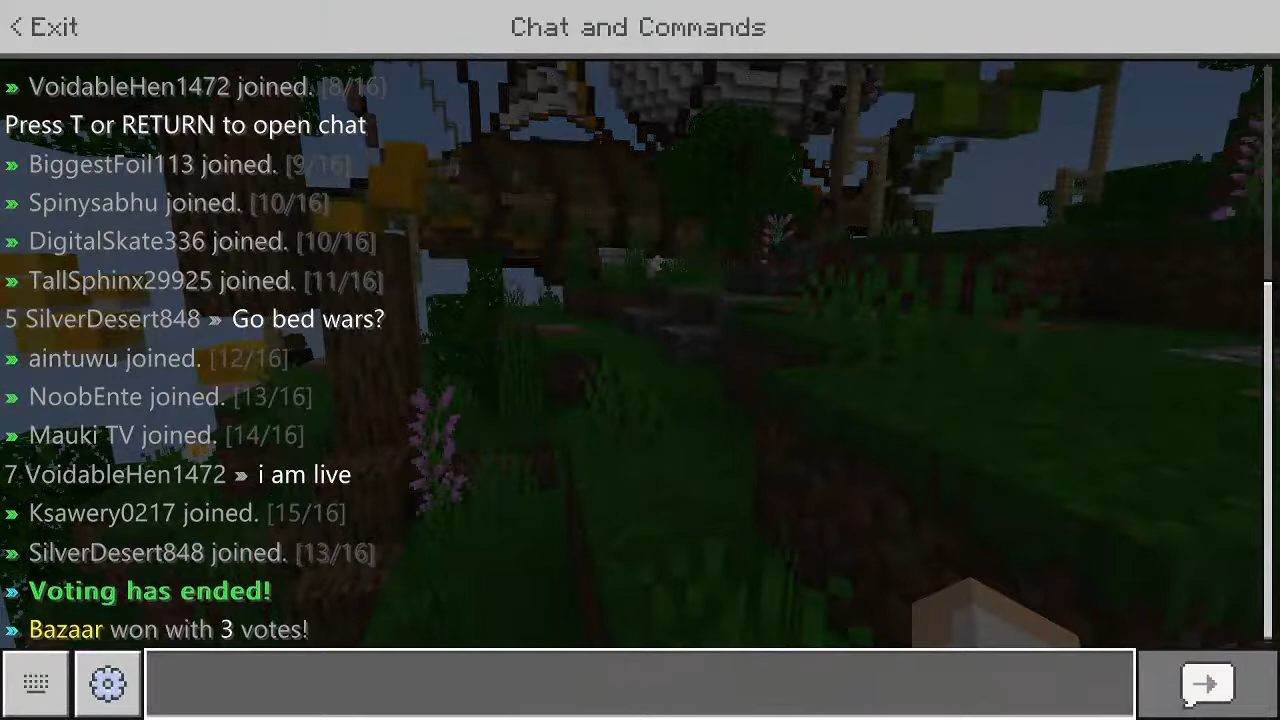 < Exit
Chat and Commands
» VoidableHen1472 joined. [8/16]
Press T or RETURN to open chat
» BiggestFoil113 joined. [9/16]
» Spinysabhu joined. [10/16]
» DigitalSkate336 joined. [10/16]
» TallSphinx29925 joined. [11/16]
5 SilverDesert848 » Go bed wars?
» aintuwu joined. [12/16]
» NoobEnte joined. [13/16]
» Mauki TV joined. [14/16]
7 VoidableHen1472 » i am live
» Ksawery0217 joined. [15/16]
» SilverDesert848 joined. [13/16]
» Voting has ended!
» Bazaar won with 3 votes!